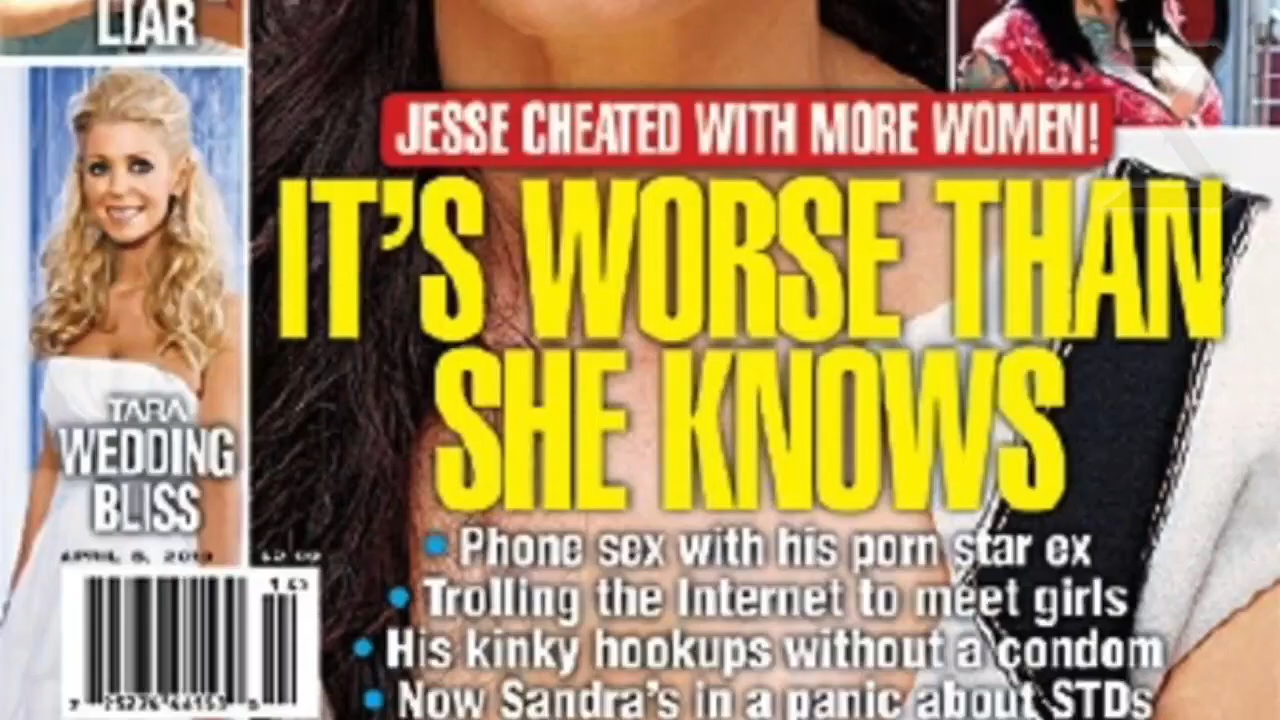 LIAR
TARA
WEDDING
BLISS
JESSE CHEATED WITH MORE WOMEN!
IT'S WORSE THAN
SHE KNOWS
• Phone sex with his porn star ex
• Trolling the Internet to meet girls
• His kinky hookups without a condom
• Now Sandra's in a panic about STDs